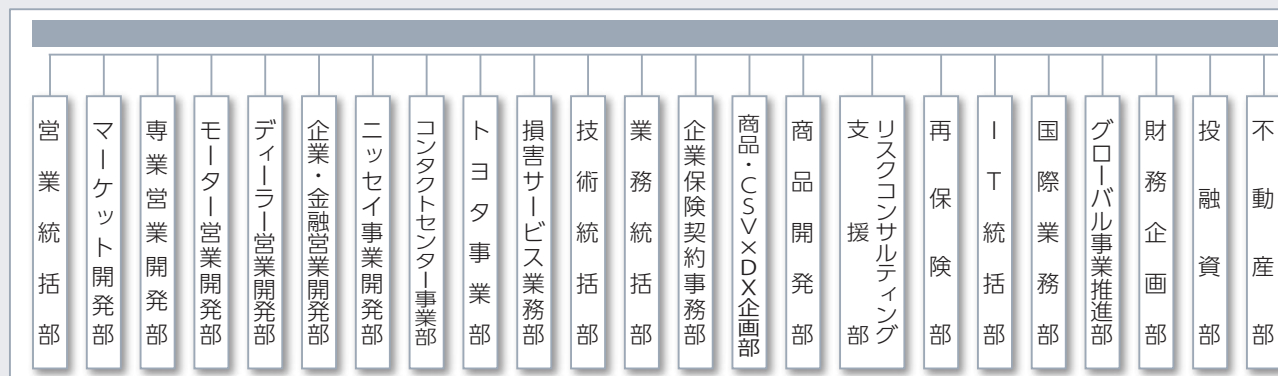 営業統括部
マーケット開発部
専業営業開発部
モーター営業開発部
ディーラー営業開発部
企業・金融営業開発部
ニッセイ事業開発部
コンタクトセンター事業部
トヨタ事業部
損害サービス業務部
技術統括部
業務統括部
企業保険契約事務部
商品・CSV×DX企画部
商品開発部
リスクコンサルティング
支援部
再保険部
IT統括部
国際業務部
グローバル事業推進部
財務企画部
投融資部
不動産部